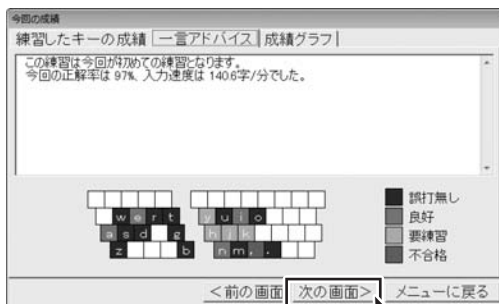 今回の成績
練習したキーの成績 一言アドバイス 成績グラフ
この練習は今回が初めての練習となります。
今回の正解率は 97%、入力速度は 140.6字/分でした。
w e r t y u i o
a s d g h j k
z b n m , .
誤打無し
良好
要練習
不合格
<前の画面 次の画面> メニューに戻る